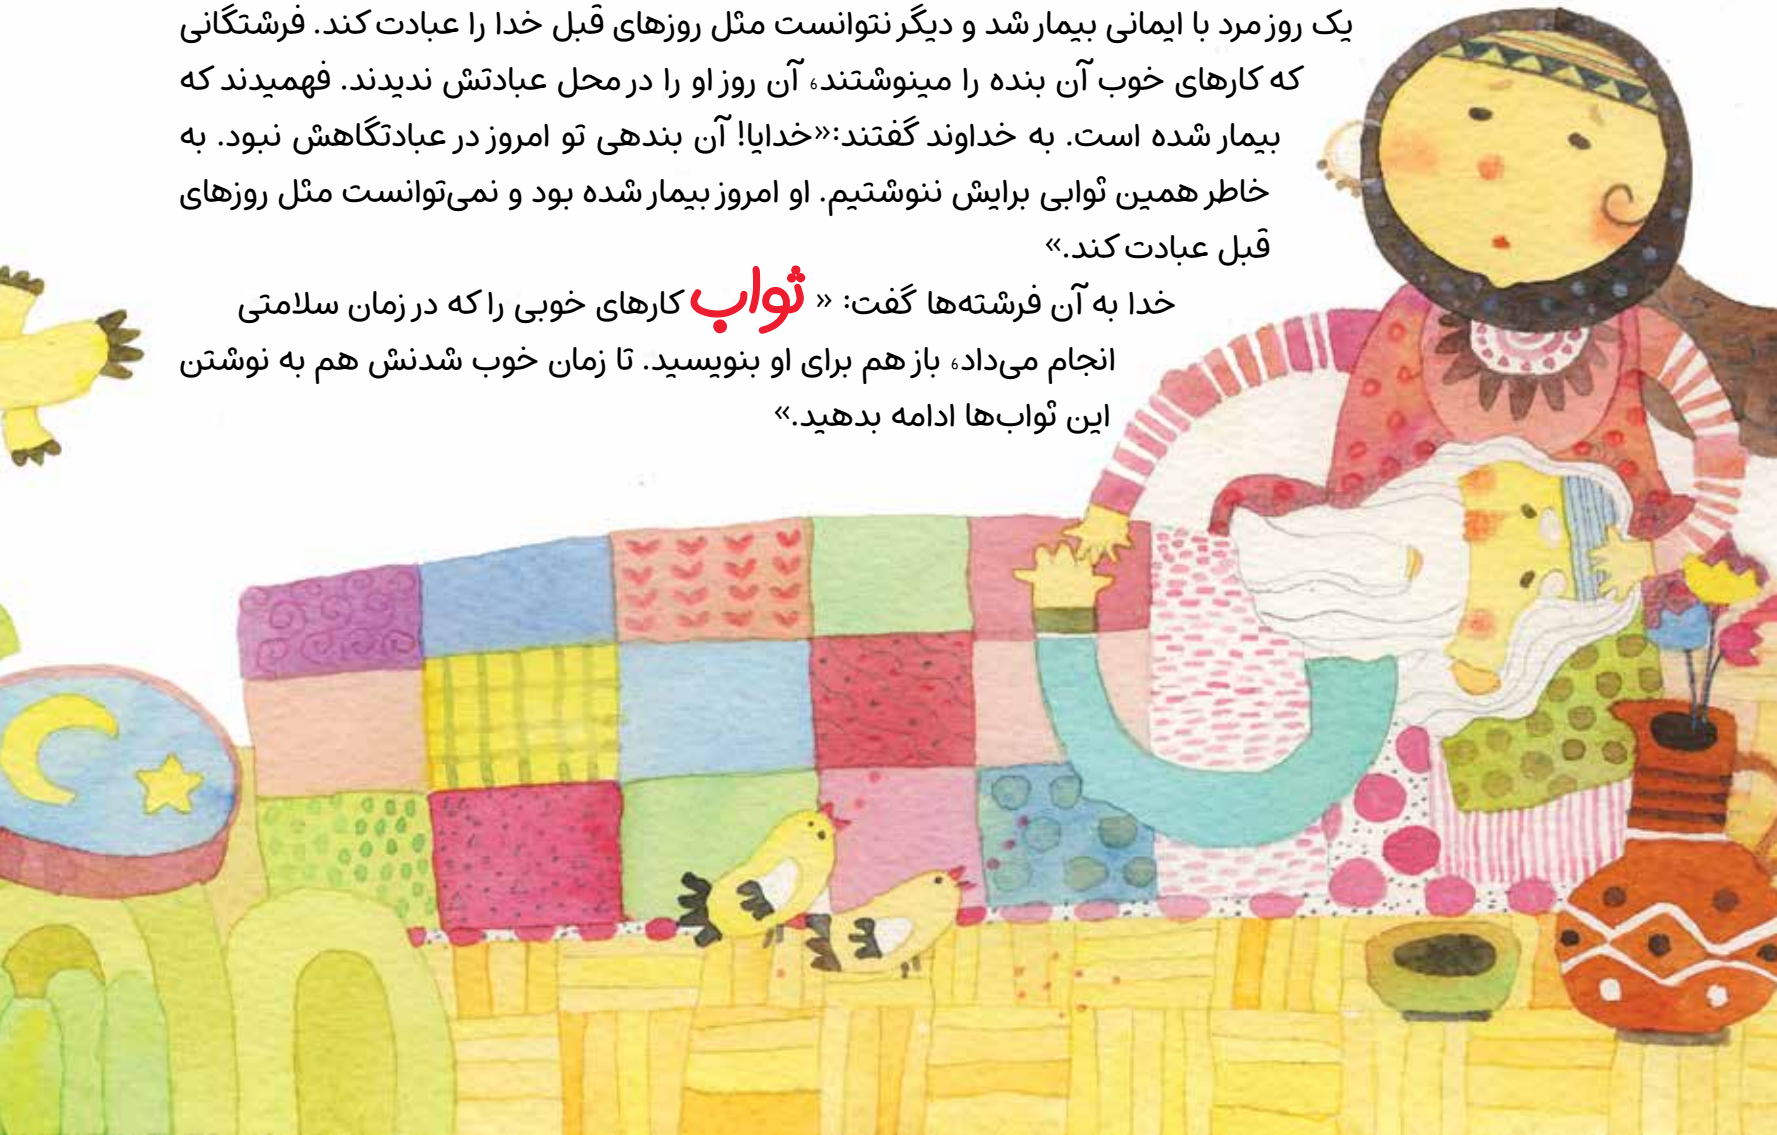 یک روز مرد با ایمانی بیمار شد و دیگر نتوانست مثل روزهای قبل خدا را عبادت کند. فرشتگانی
که کارهای خوب آن بنده را مینوشتند، آن روز او را در محل عبادتش ندیدند. فهمیدند که
بیمار شده است. به خداوند گفتند:«خدایا! آن بندهی تو امروز در عبادتگاهش نبود. به
خاطر همین ثوابی برایش ننوشتیم. او امروز بیمار شده بود و نمی‌توانست مثل روزهای
قبل عبادت کند.»
خدا به آن فرشته‌ها گفت: « ثواب کارهای خوبی را که در زمان سلامتی
انجام می‌داد، باز هم برای او بنویسید. تا زمان خوب شدنش هم به نوشتن
این ثواب‌ها ادامه بدهید.»